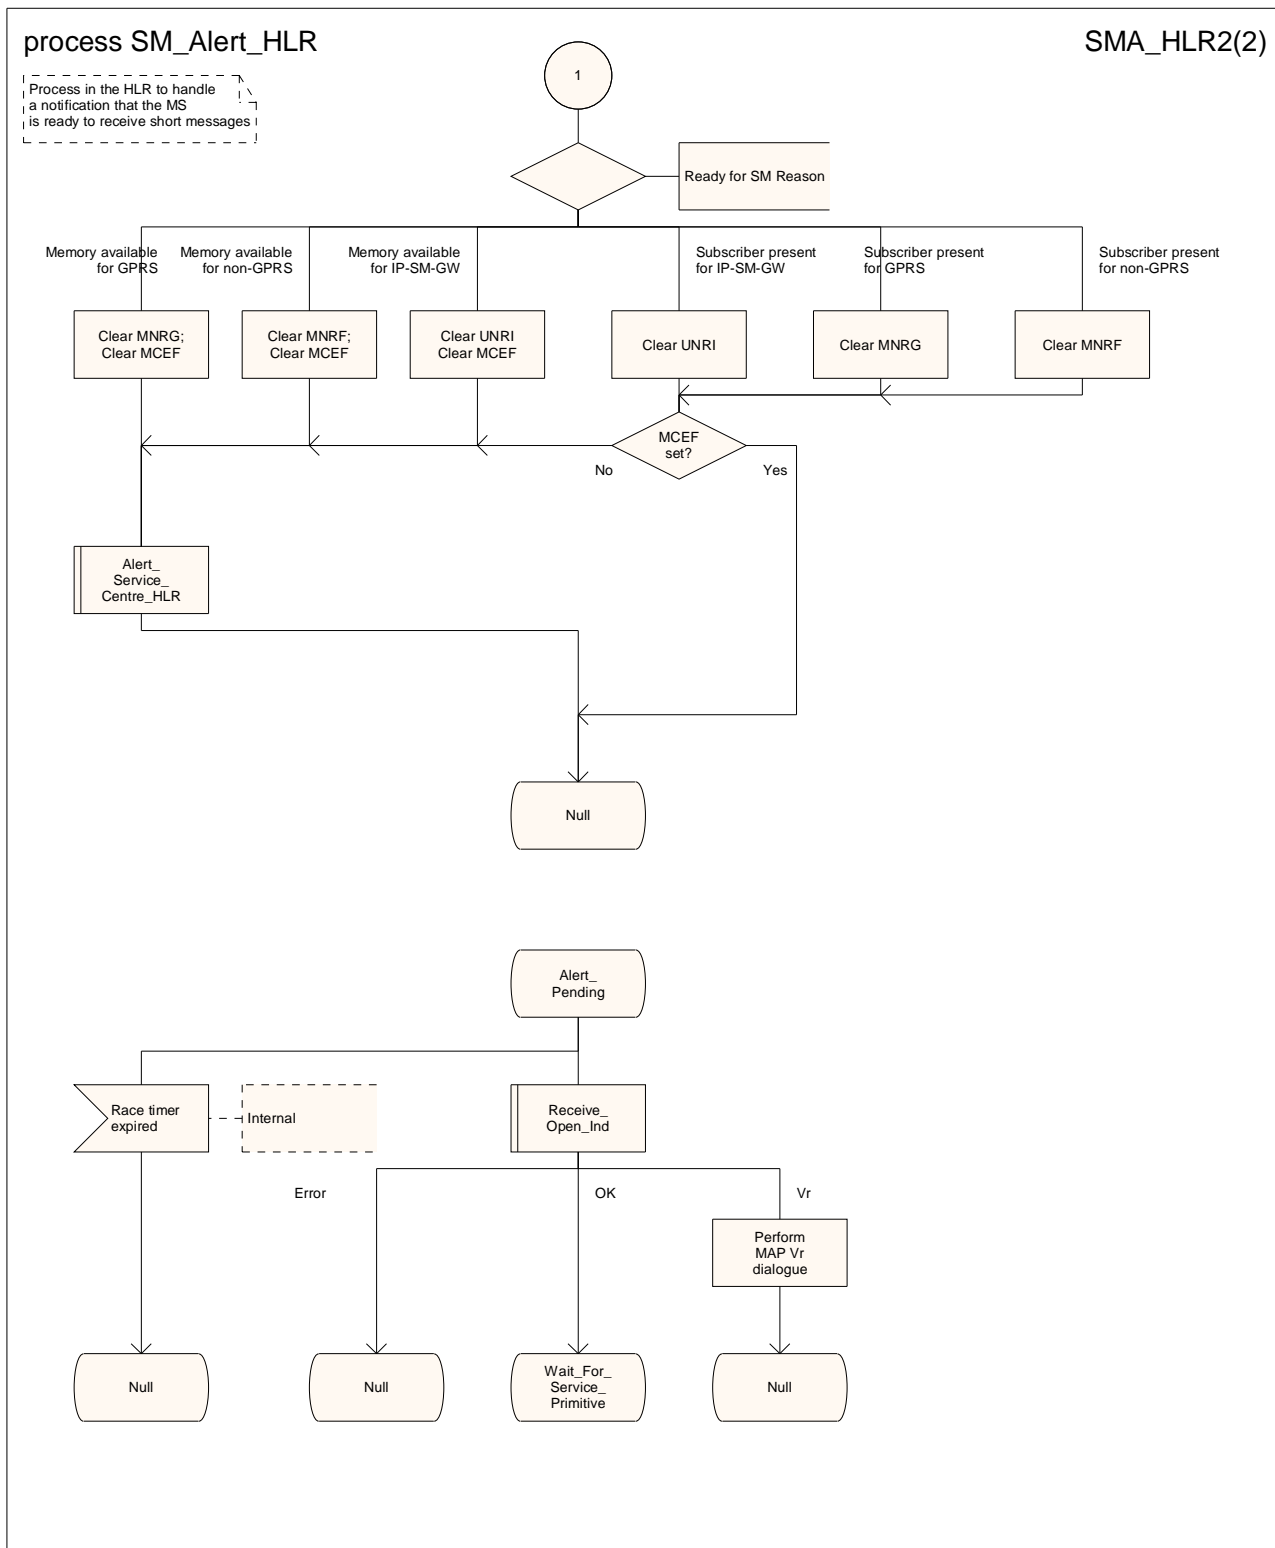 process SM_Alert_HLR
SMA_HLR2(2)
Process in the HLR to handle
a notification that the MS
is ready to receive short messages
1
Ready for SM Reason
Memory available
for GPRS
Memory available
for non-GPRS
Memory available
for IP-SM-GW
Subscriber present
for IP-SM-GW
Subscriber present
for GPRS
Subscriber present
for non-GPRS
Clear MNRG;
Clear MCEF
Clear MNRF;
Clear MCEF
Clear UNRI
Clear MCEF
Clear UNRI
Clear MNRG
Clear MNRF
MCEF
set?
No
Yes
Alert_
Service_
Centre_HLR
Null
Alert_
Pending
Race timer
expired
Internal
Receive_
Open_Ind
Error
OK
Vr
Perform
MAP Vr
dialogue
Null
Null
Wait_For_
Service_
Primitive
Null